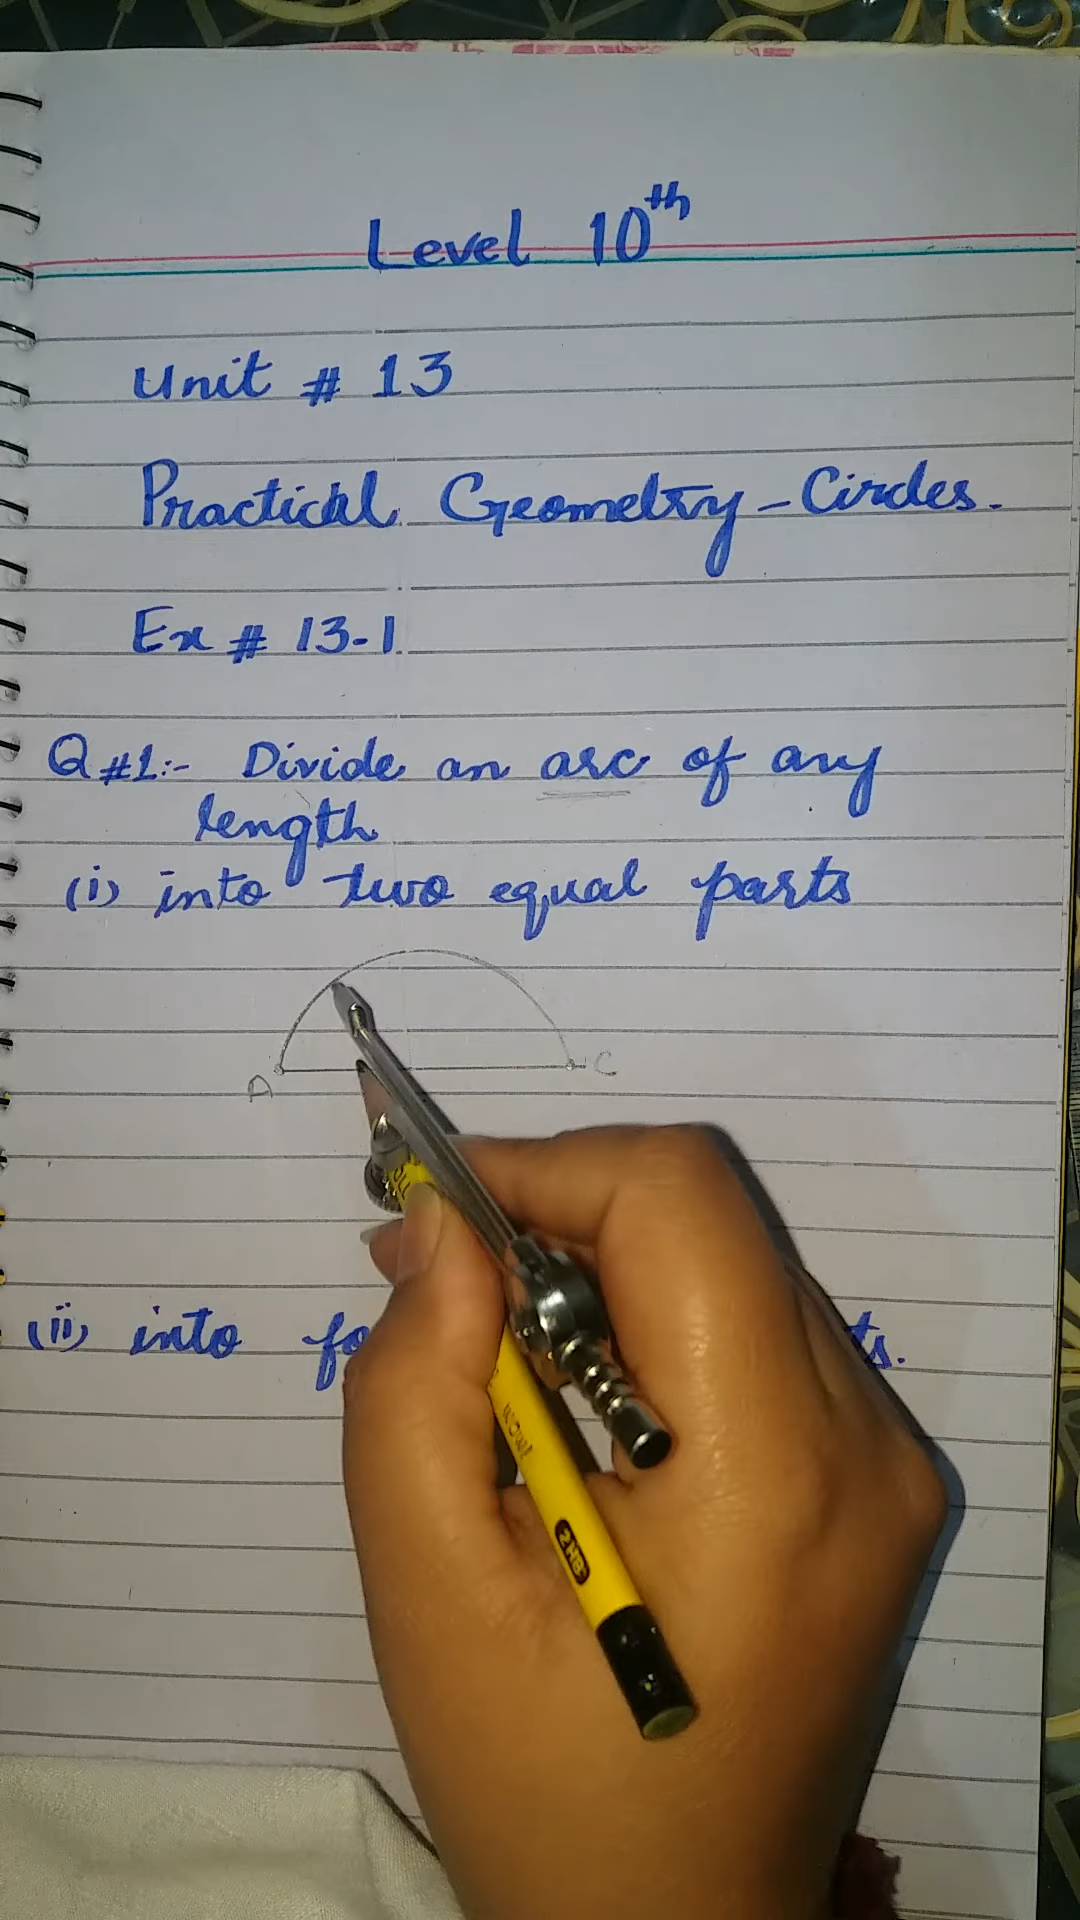 Level 10th
Unit # 13
Practical Geometry - Circles.
Ex # 13-1
Q #1:- Divide an arc of any
length
(i) into two equal parts
A C
(ii) into
2HB